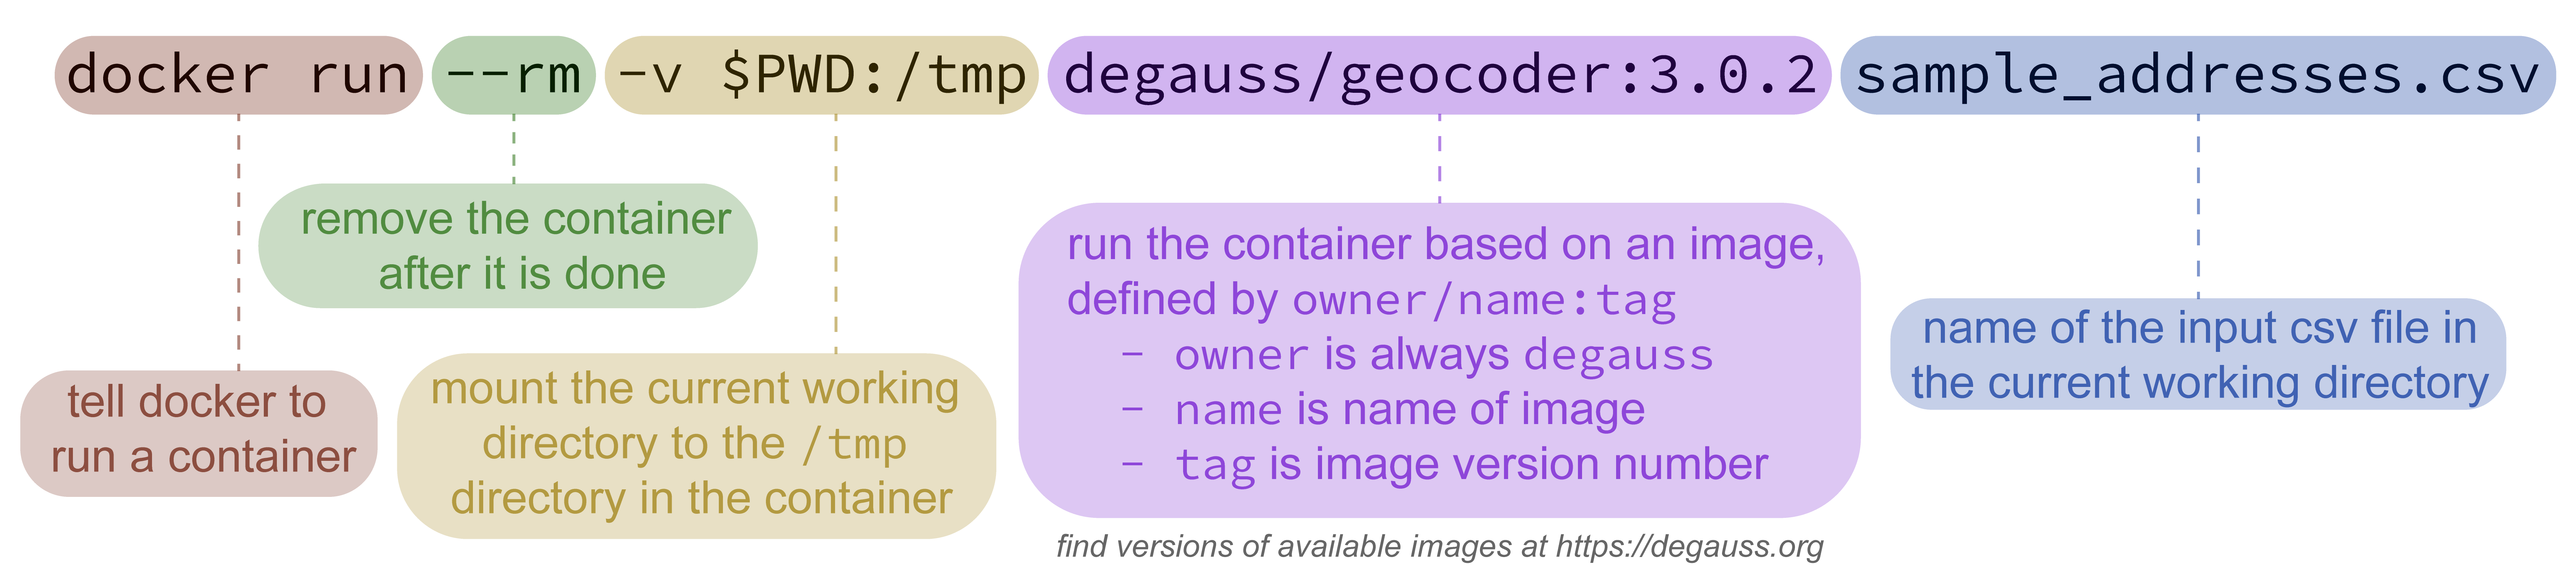 docker run --rm -v $PWD:/tmp degauss/geocoder:3.0.2 sample_addresses.csv
remove the container
after it is done
tell docker to
run a container
mount the current working
directory to the /tmp
directory in the container
run the container based on an image,
defined by owner/name:tag
- owner is always degauss
- name is name of image
- tag is image version number
find versions of available images at https://degauss.org
name of the input csv file in
the current working directory